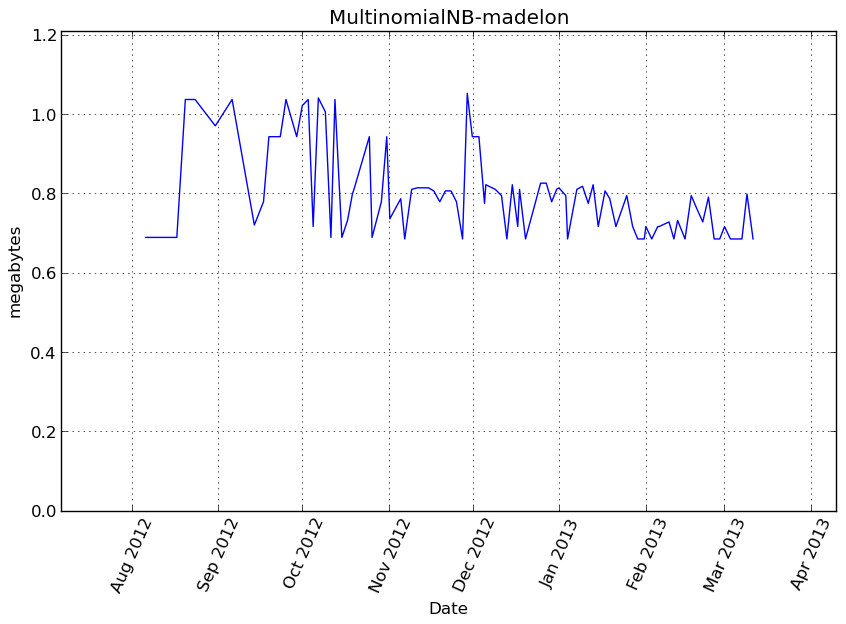 MultinomialNB-madelon
1.2
1.0
0.8
0.6
0.4
0.2
0.0
megabytes
Aug 2012
Sep 2012
Oct 2012
Nov 2012
Dec 2012
Jan 2013
Feb 2013
Mar 2013
Apr 2013
Date